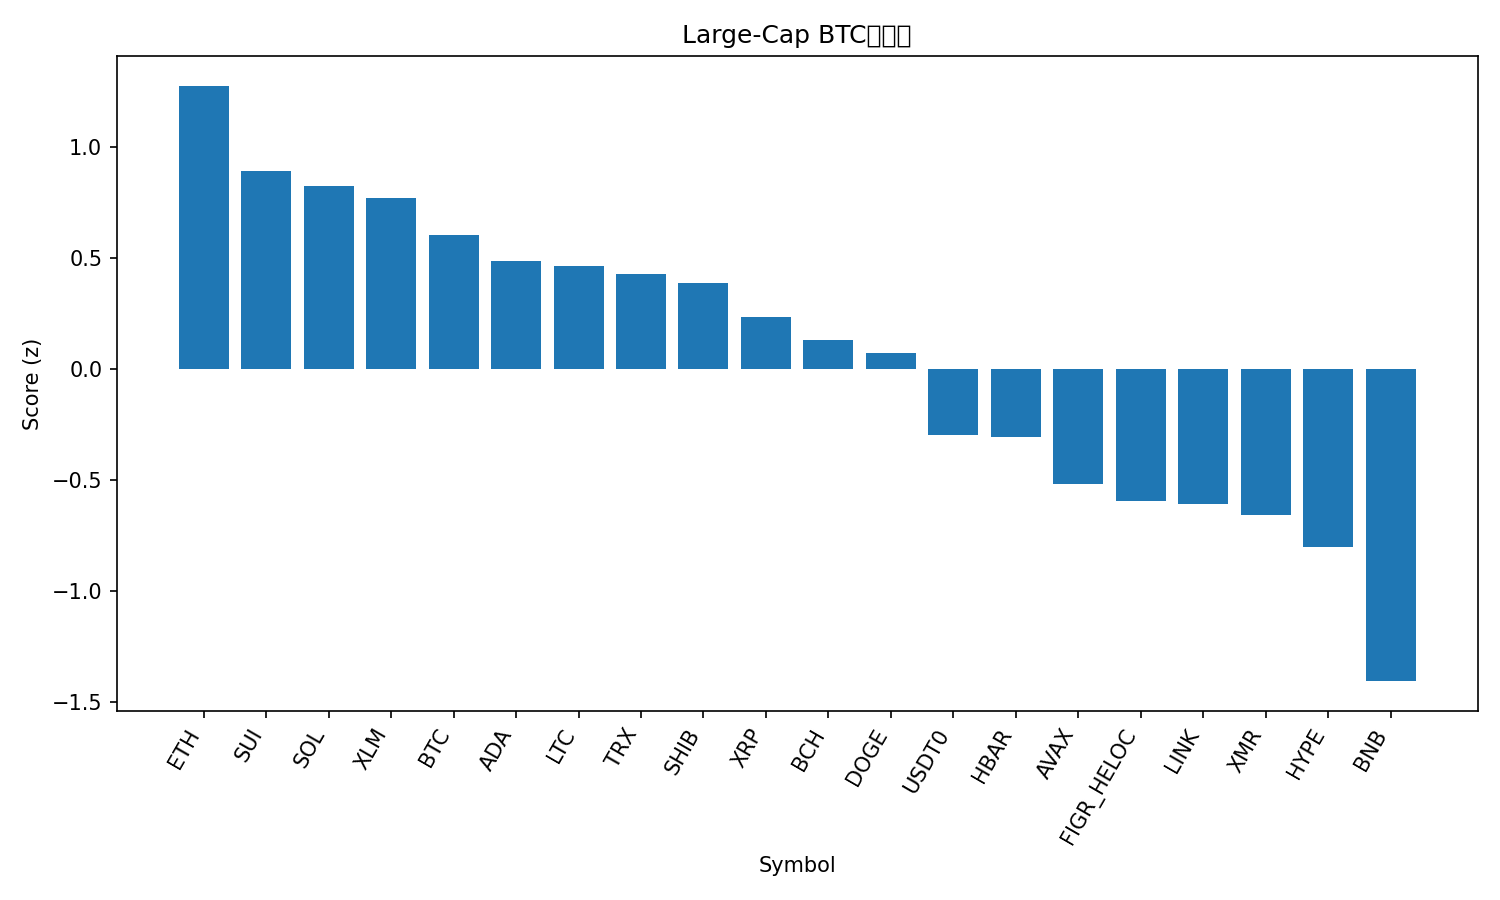 Large-Cap BTC
1.0
0.5
0.0
−0.5
−1.0
−1.5
Score (z)
ETH
SUI
SOL
XLM
BTC
ADA
LTC
TRX
SHIB
XRP
BCH
DOGE
USDT0
HBAR
AVAX
FIGR_HELOC
LINK
XMR
HYPE
BNB
Symbol